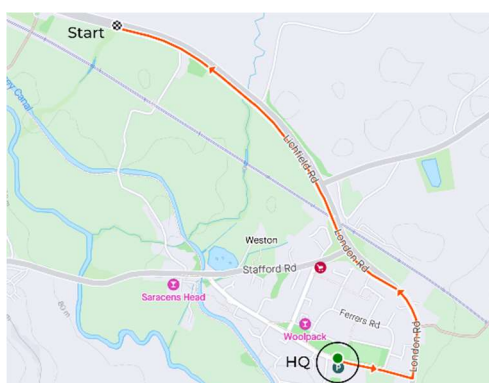 Start
Lichfield Rd
London Rd
Weston
Stafford Rd
Saracens Head
Ferrers Rd
Woolpack
London Rd
HQ
P